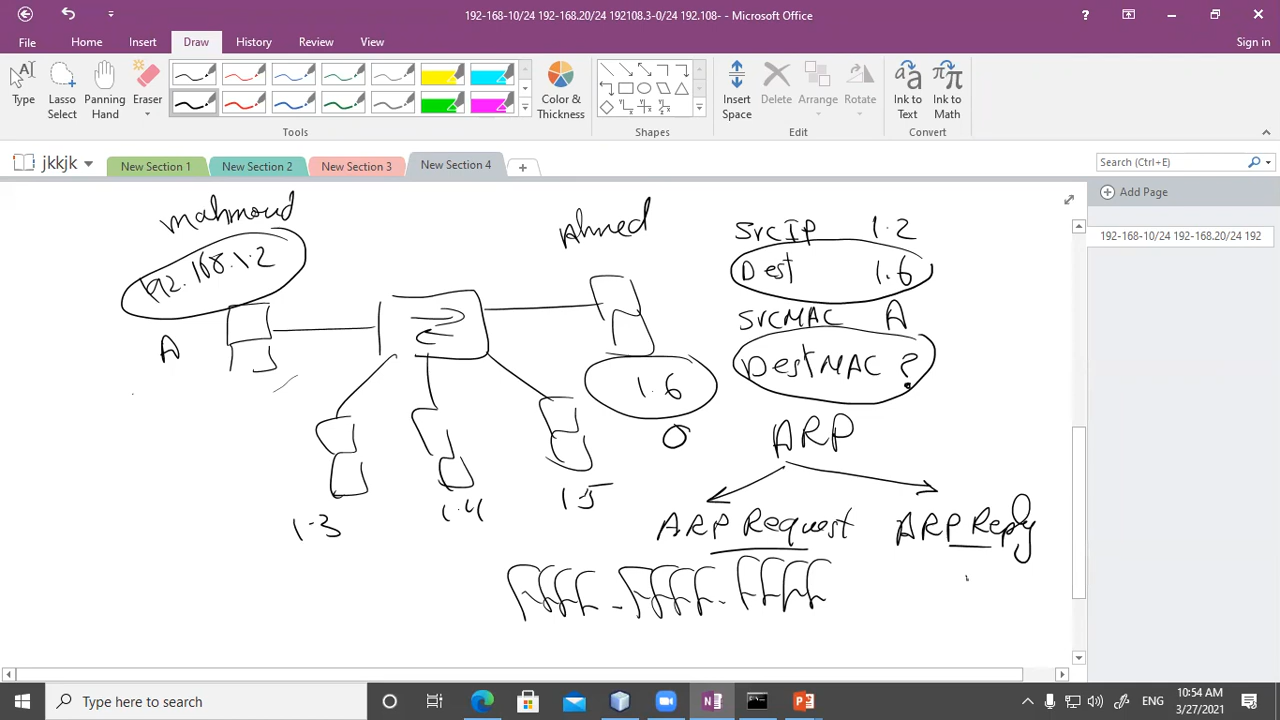 192-168-10/24 192-168.20/24 192108.3-0/24 192.108- - Microsoft Office
File Home Insert Draw History Review View Sign in
Type
Lasso Select
Panning Hand
Eraser
Color & Thickness
Insert Space
Delete
Arrange
Rotate
Ink to Text
Ink to Math
Tools Shapes Edit Convert
jkkjk New Section 1 New Section 2 New Section 3 New Section 4 Search (Ctrl+E)
Add Page
192-168-10/24 192-168.20/24 192
Mahmoud
192.168.1.2
A
Ahmed
1.6
O
1.3
1.4
1.5
SrcIP 1.2
Dest 1.6
SrcMAC A
DestMAC ?
ARP
ARP Request ARP Reply
FFFF - FFFF - FFFF
Type here to search
ENG 10:54 AM
3/27/2021